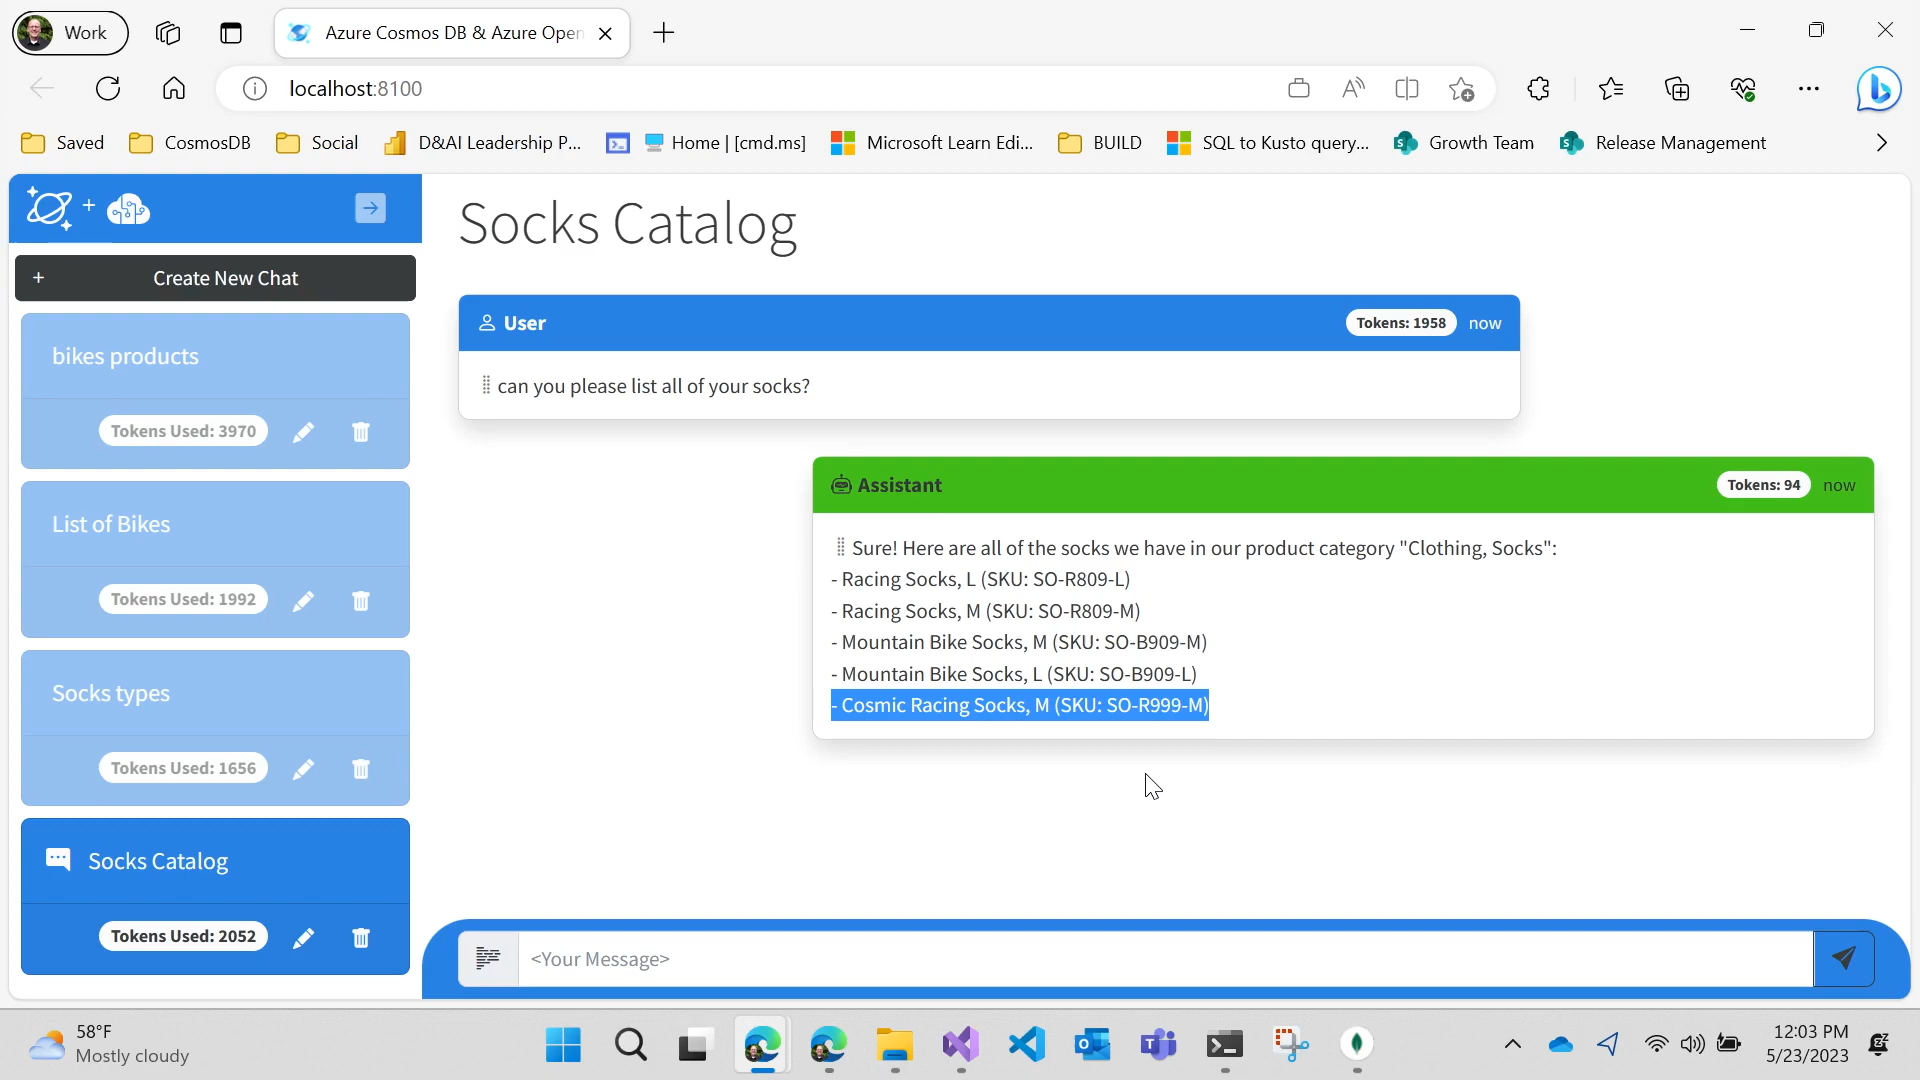 Work
Azure Cosmos DB & Azure Open
localhost:8100
Saved
CosmosDB
Social
D&AI Leadership P...
Home | [cmd.ms]
Microsoft Learn Edi...
BUILD
SQL to Kusto query...
Growth Team
Release Management
+
Create New Chat
bikes products
Tokens Used: 3970
List of Bikes
Tokens Used: 1992
Socks types
Tokens Used: 1656
Socks Catalog
Tokens Used: 2052
Socks Catalog
User
Tokens: 1958
now
can you please list all of your socks?
Assistant
Tokens: 94
now
Sure! Here are all of the socks we have in our product category "Clothing, Socks":
- Racing Socks, L (SKU: SO-R809-L)
- Racing Socks, M (SKU: SO-R809-M)
- Mountain Bike Socks, M (SKU: SO-B909-M)
- Mountain Bike Socks, L (SKU: SO-B909-L)
- Cosmic Racing Socks, M (SKU: SO-R999-M)
<Your Message>
58°F
Mostly cloudy
12:03 PM
5/23/2023